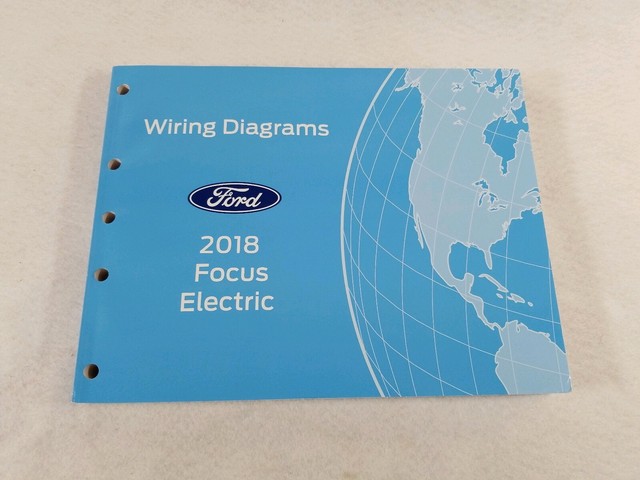 Wiring Diagrams
Ford
2018
Focus
Electric